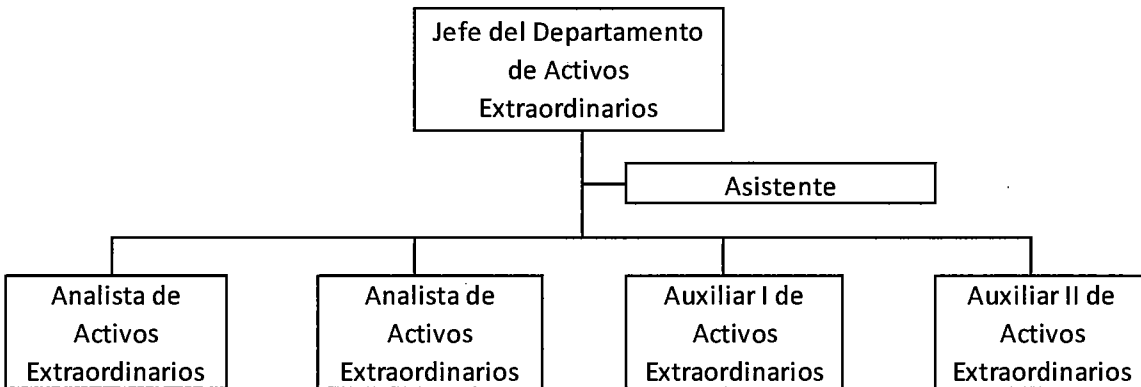 Jefe del Departamento
de Activos
Extraordinarios
Asistente
Analista de
Activos
Extraordinarios
Analista de
Activos
Extraordinarios
Auxiliar I de
Activos
Extraordinarios
Auxiliar II de
Activos
Extraordinarios